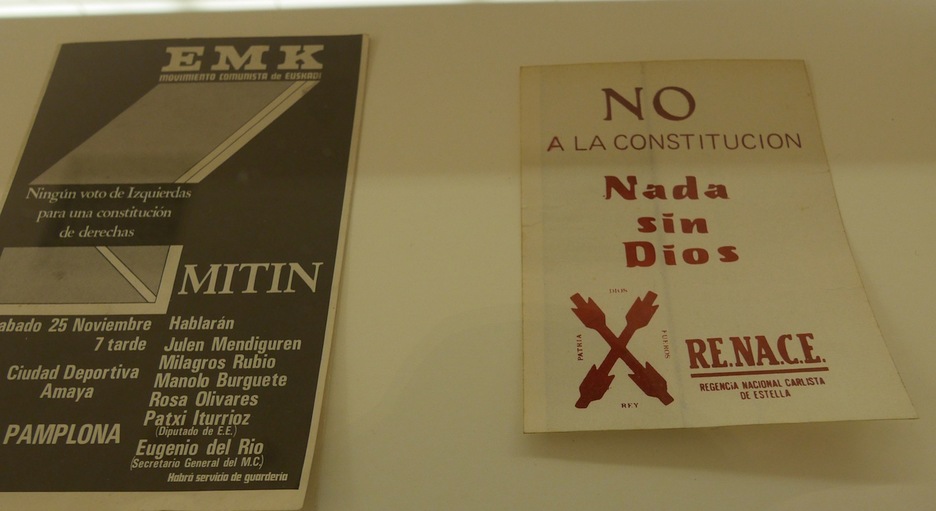 EMK
MOVIMIENTO COMUNISTA de EUSKADI
Ningún voto de Izquierdas
para una constitución
de derechas
MITIN
abado 25 Noviembre
7 tarde
Ciudad Deportiva
Amaya
PAMPLONA
Hablarán
Julen Mendiguren
Milagros Rubio
Manolo Burguete
Rosa Olivares
Patxi Iturrioz
(Diputado de E.E.)
Eugenio del Rio
(Secretario General del M.C.)
Habrá servicio de guardería
NO
A LA CONSTITUCION
Nada
sin
Dios
DIOS
PATRIA
FUEROS
REY
RE.NAC.E.
REGENCiA NACIONAL CARLISTA
DE ESTELLA